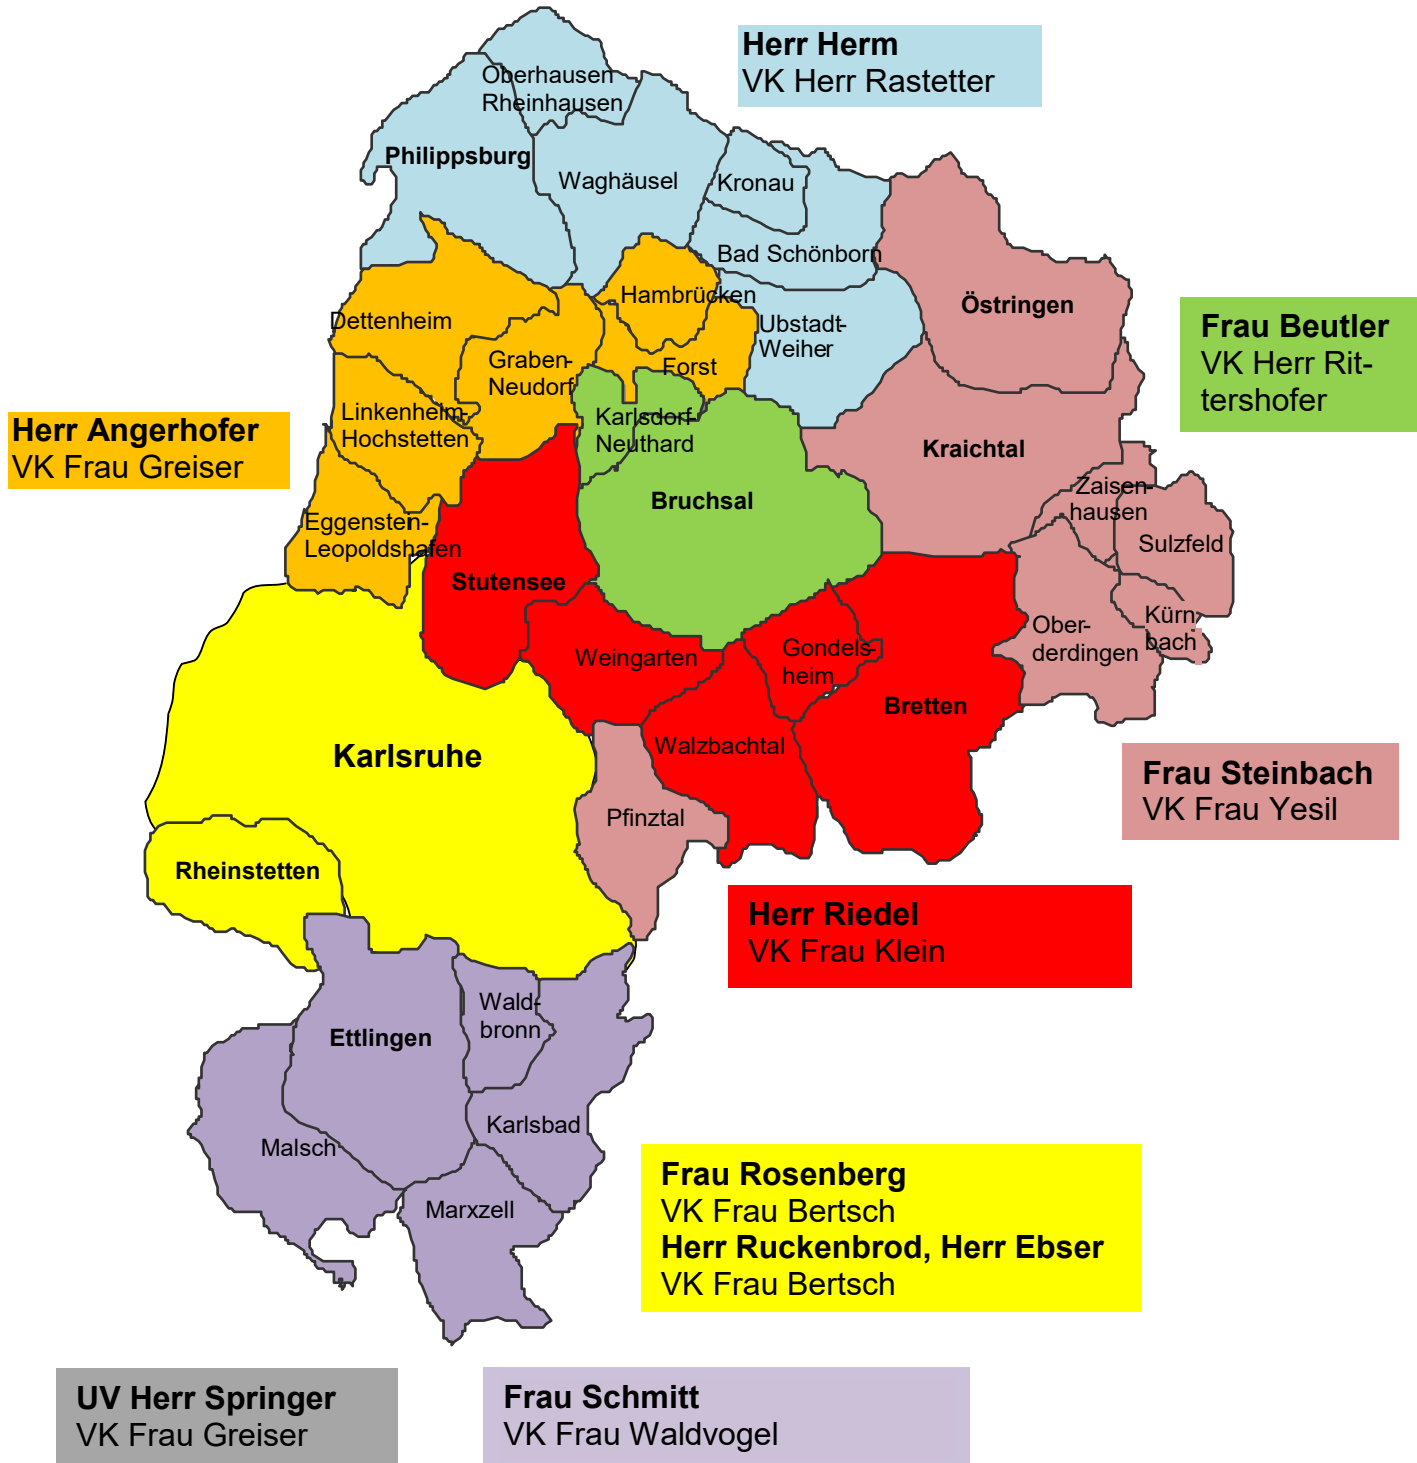 Herr Herm
VK Herr Rastetter
Oberhausen
Rheinhausen
Philippsburg
Waghäusel
Kronau
Bad Schönborn
Hambrücken
Östringen
Dettenheim
Ubstadt-
Weiher
Graben-
Neudorf
Forst
Frau Beutler
VK Herr Rit-
tershofer
Linkenheim-
Hochstetten
Karlsdorf-
Neuthard
Herr Angerhofer
VK Frau Greiser
Kraichtal
Bruchsal
Zaisen-
hausen
Sulzfeld
Eggenstein-
Leopoldshafen
Stutensee
Kürn
bach
Ober-
derdingen
Weingarten
Gondels-
heim
Bretten
Karlsruhe
Walzbachtal
Frau Steinbach
VK Frau Yesil
Pfinztal
Rheinstetten
Herr Riedel
VK Frau Klein
Wald-
bronn
Ettlingen
Karlsbad
Malsch
Marxzell
Frau Rosenberg
VK Frau Bertsch
Herr Ruckenbrod, Herr Ebser
VK Frau Bertsch
UV Herr Springer
VK Frau Greiser
Frau Schmitt
VK Frau Waldvogel